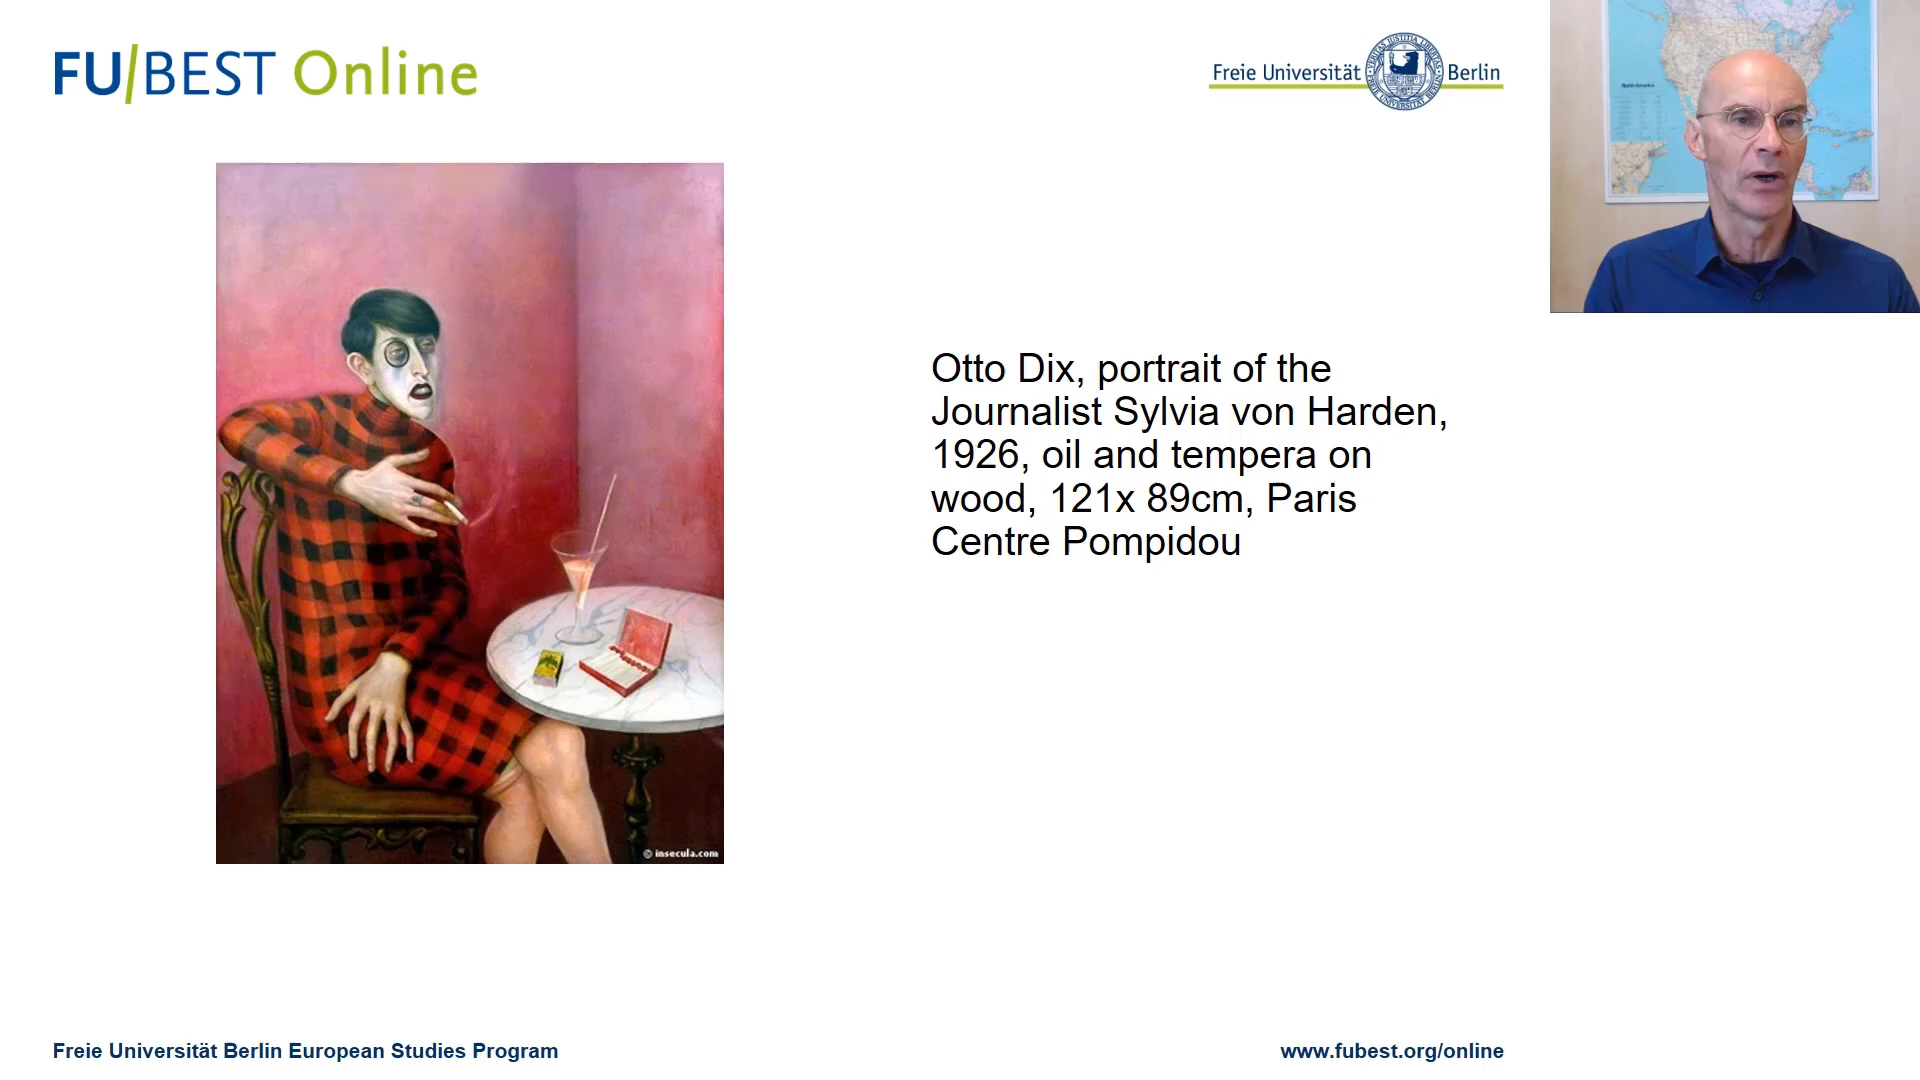 FU/BEST Online
Freie Universität Berlin
North America
Otto Dix, portrait of the
Journalist Sylvia von Harden,
1926, oil and tempera on
wood, 121x 89cm, Paris
Centre Pompidou
© insecula.com
Freie Universität Berlin European Studies Program
www.fubest.org/online